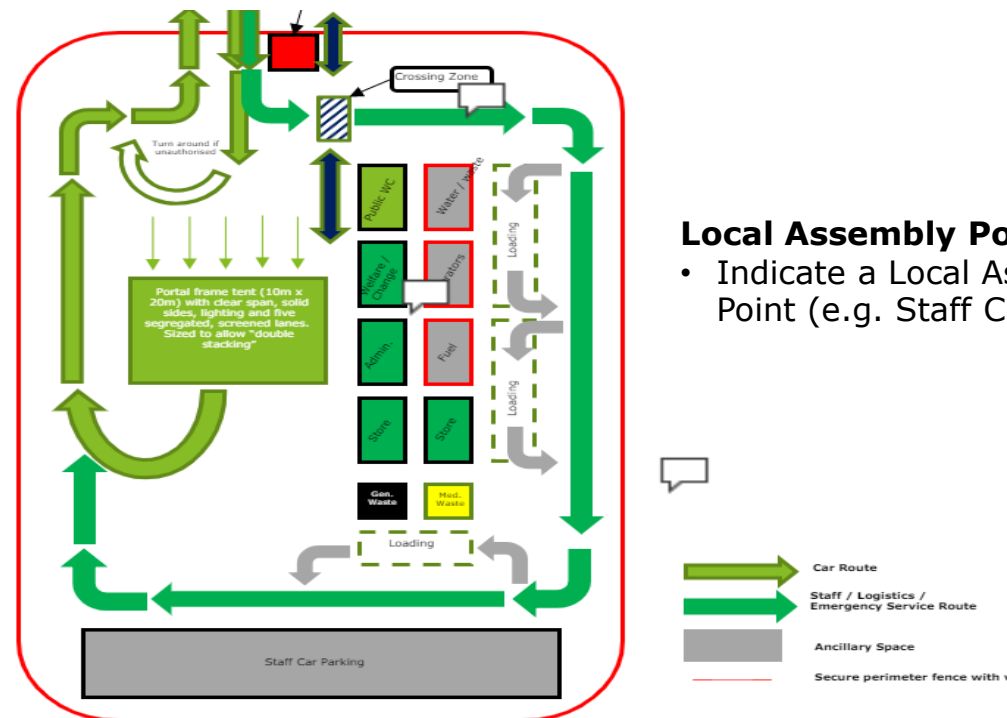 Crossing Zone
Turn around if
unauthorised
Public WC
Water / waste
Welfare /
Change
Loading
Portal frame tent (10m x
20m) with clear span, solid
sides, lighting and five
segregated, screened lanes.
Sized to allow “double
stacking”
Admin.
Fuel
Loading
Store
Store
Gen.
Waste
Med.
Waste
Loading
Staff Car Parking
Local Assembly
• Indicate a Local
Point (e.g. Staff
Car Route
Staff / Logistics /
Emergency Service Route
Ancillary Space
Secure perimeter fence with